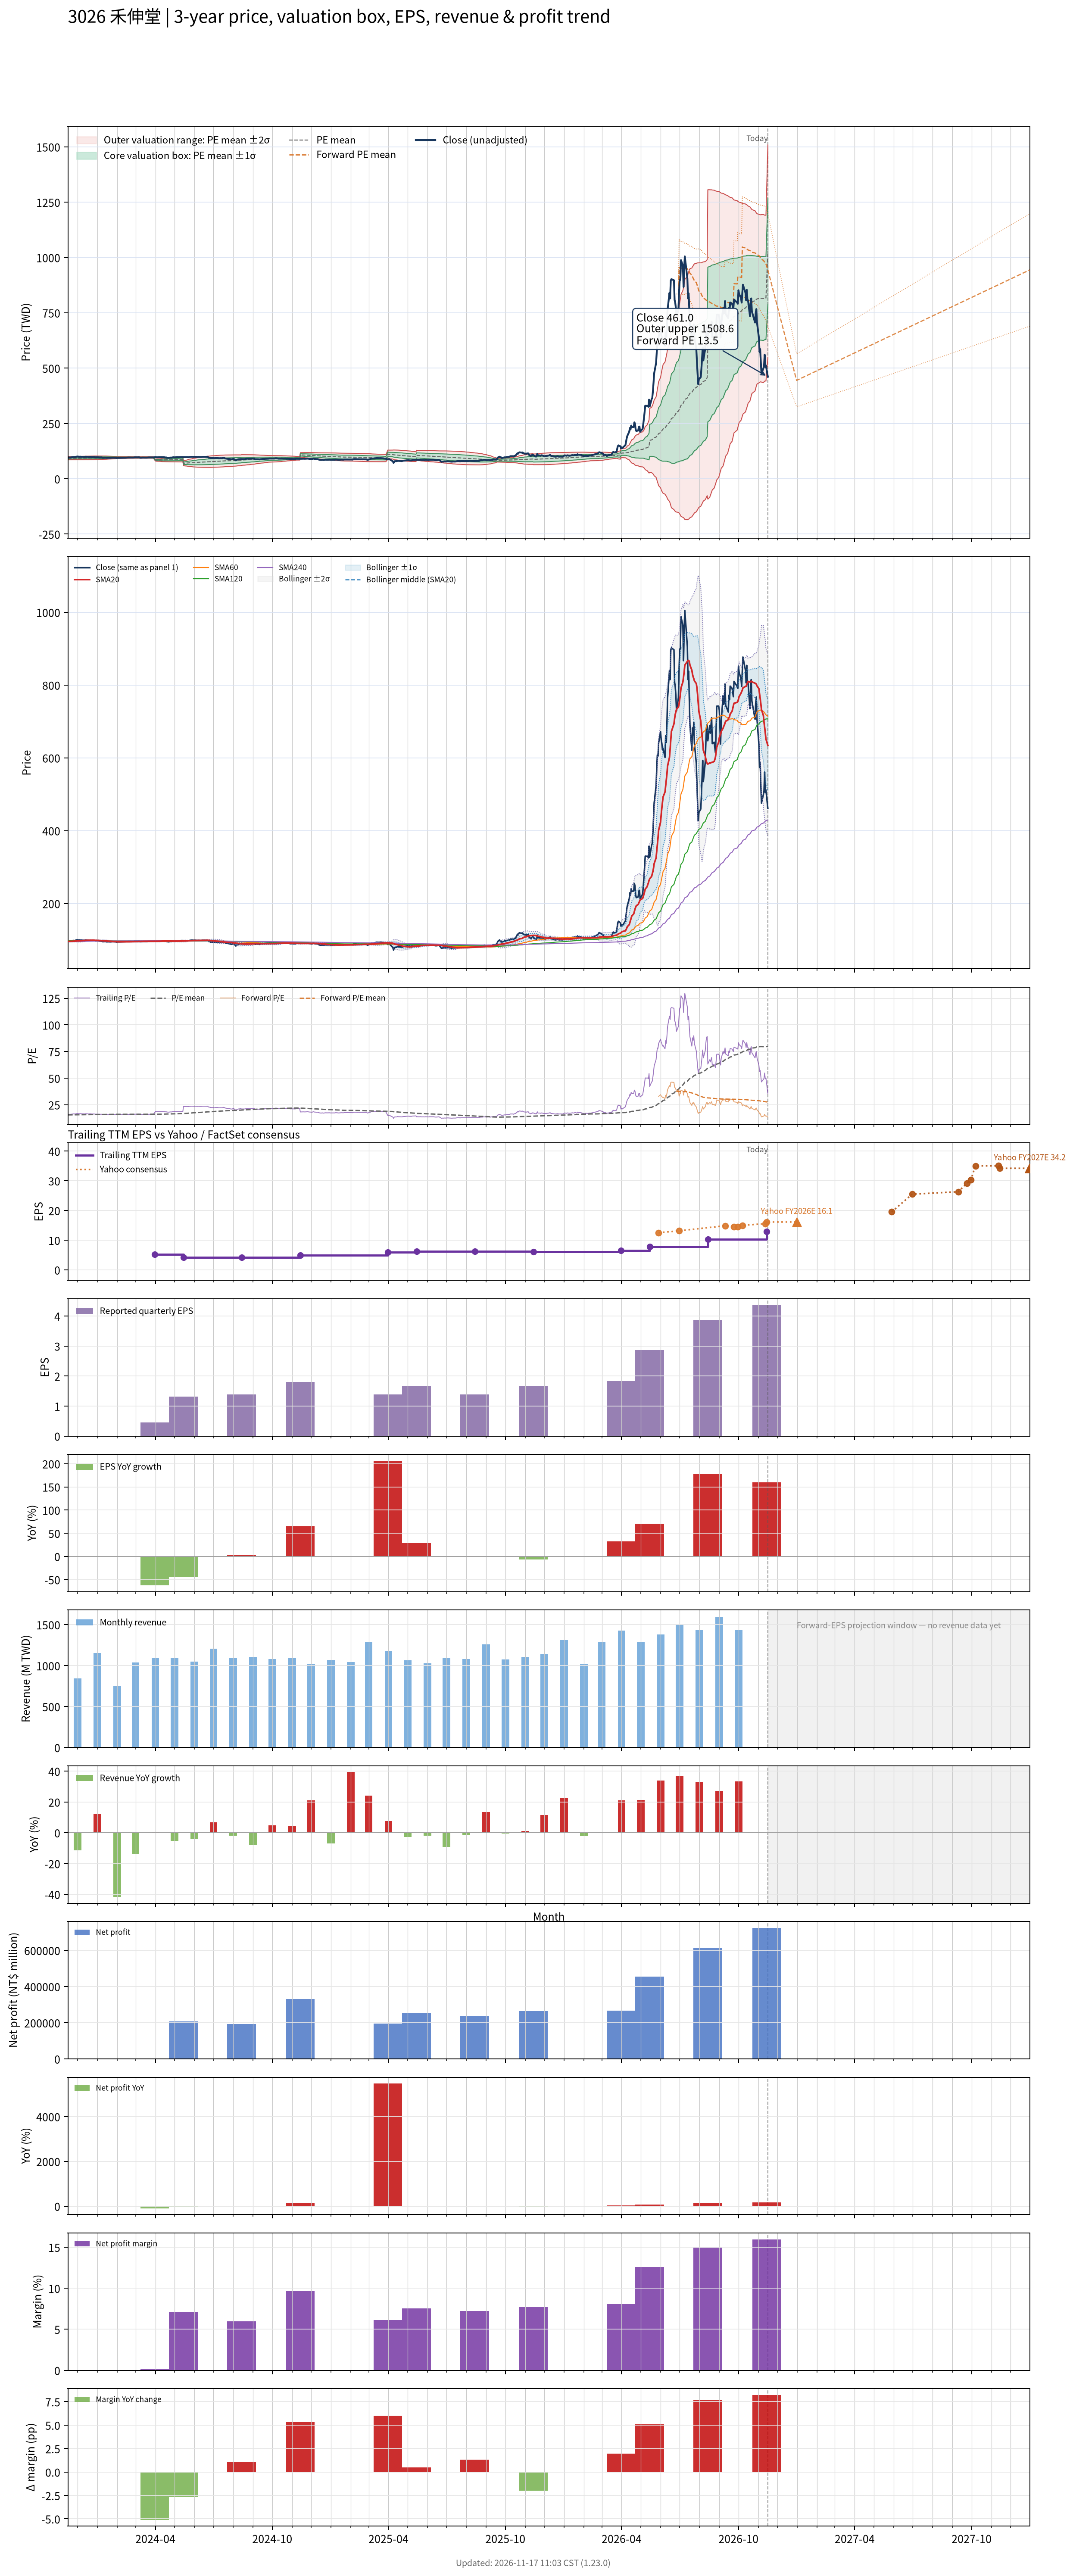 3026 禾伸堂 | 3-year price, valuation box, EPS, revenue & profit trend
Outer valuation range: PE mean ±2σ
Core valuation box: PE mean ±1σ
PE mean
Forward PE mean
Close (unadjusted)
Today
Price (TWD)
1500
1250
1000
750
500
250
0
-250
Close 461.0
Outer upper 1508.6
Forward PE 13.5
Close (same as panel 1)
SMA20
SMA60
SMA120
SMA240
Bollinger ±2σ
Bollinger ±1σ
Bollinger middle (SMA20)
Price
1000
800
600
400
200
Trailing P/E
P/E mean
Forward P/E
Forward P/E mean
P/E
125
100
75
50
25
Trailing TTM EPS vs Yahoo / FactSet consensus
Trailing TTM EPS
Yahoo consensus
Today
Yahoo FY2027E 34.2
Yahoo FY2026E 16.1
EPS
40
30
20
10
0
Reported quarterly EPS
EPS
4
3
2
1
0
EPS YoY growth
YoY (%)
200
150
100
50
0
-50
Monthly revenue
Forward-EPS projection window — no revenue data yet
Revenue (M TWD)
1500
1000
500
0
Revenue YoY growth
YoY (%)
40
20
0
-20
-40
Month
Net profit
Net profit (NT$ million)
600000
400000
200000
0
Net profit YoY
YoY (%)
4000
2000
0
Net profit margin
Margin (%)
15
10
5
0
Margin YoY change
Δ margin (pp)
7.5
5.0
2.5
0.0
-2.5
-5.0
2024-04
2024-10
2025-04
2025-10
2026-04
2026-10
2027-04
2027-10
Updated: 2026-11-17 11:03 CST (1.23.0)